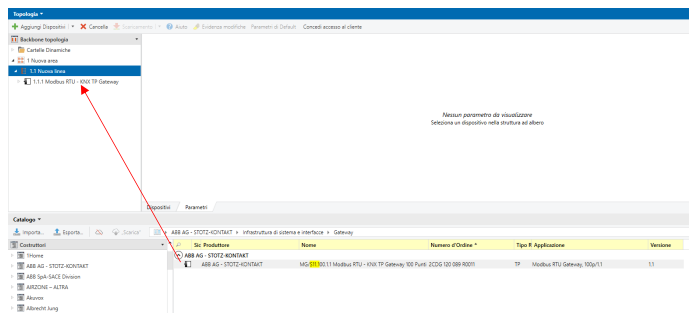 Topologia
Aggiungi Dispositivi Cancella Scaricamento Aiuto Evidenzia modifiche Parametri di Default Concedi accesso al cliente
Backbone topologia
Cartelle Dinamiche
1 Nuova area
1.1 Nuova linea
1.1.1 Modbus RTU - KNX TP Gateway
Nessun parametro da visualizzare
Seleziona un dispositivo nella struttura ad albero
Dispositivi Parametri
Catalogo
Importa... Esporta... Scarica* ABB AG - STOTZ-KONTAKT Infrastruttura di sistema e interfacce Gateway
Costruttori Sic Produttore Nome Numero d'Ordine Tipo R Applicazione Versione
1Home
ABB AG - STOTZ-KONTAKT
ABB AG - STOTZ-KONTAKT
ABB AG - STOTZ-KONTAKT MG/S11.100.1.1 Modbus RTU - KNX TP Gateway 100 Punti 2CDG 120 089 R0011 TP Modbus RTU Gateway, 100p/1.1 1.1
ABB SpA-SACE Division
AIRZONE – ALTRA
Akuvox
Albrecht Jung